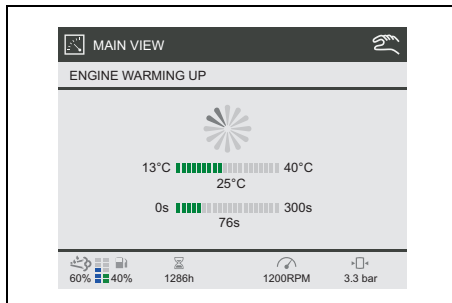 MAIN VIEW
ENGINE WARMING UP
13°C 40°C
25°C
0s 300s
76s
60% 40% 1286h 1200RPM 3.3 bar